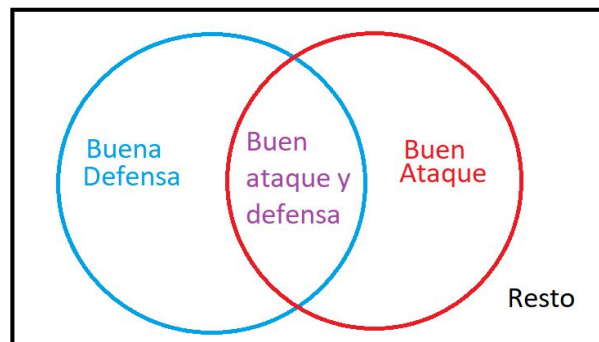 Buena
Defensa
Buen
ataque y
defensa
Buen
Ataque
Resto